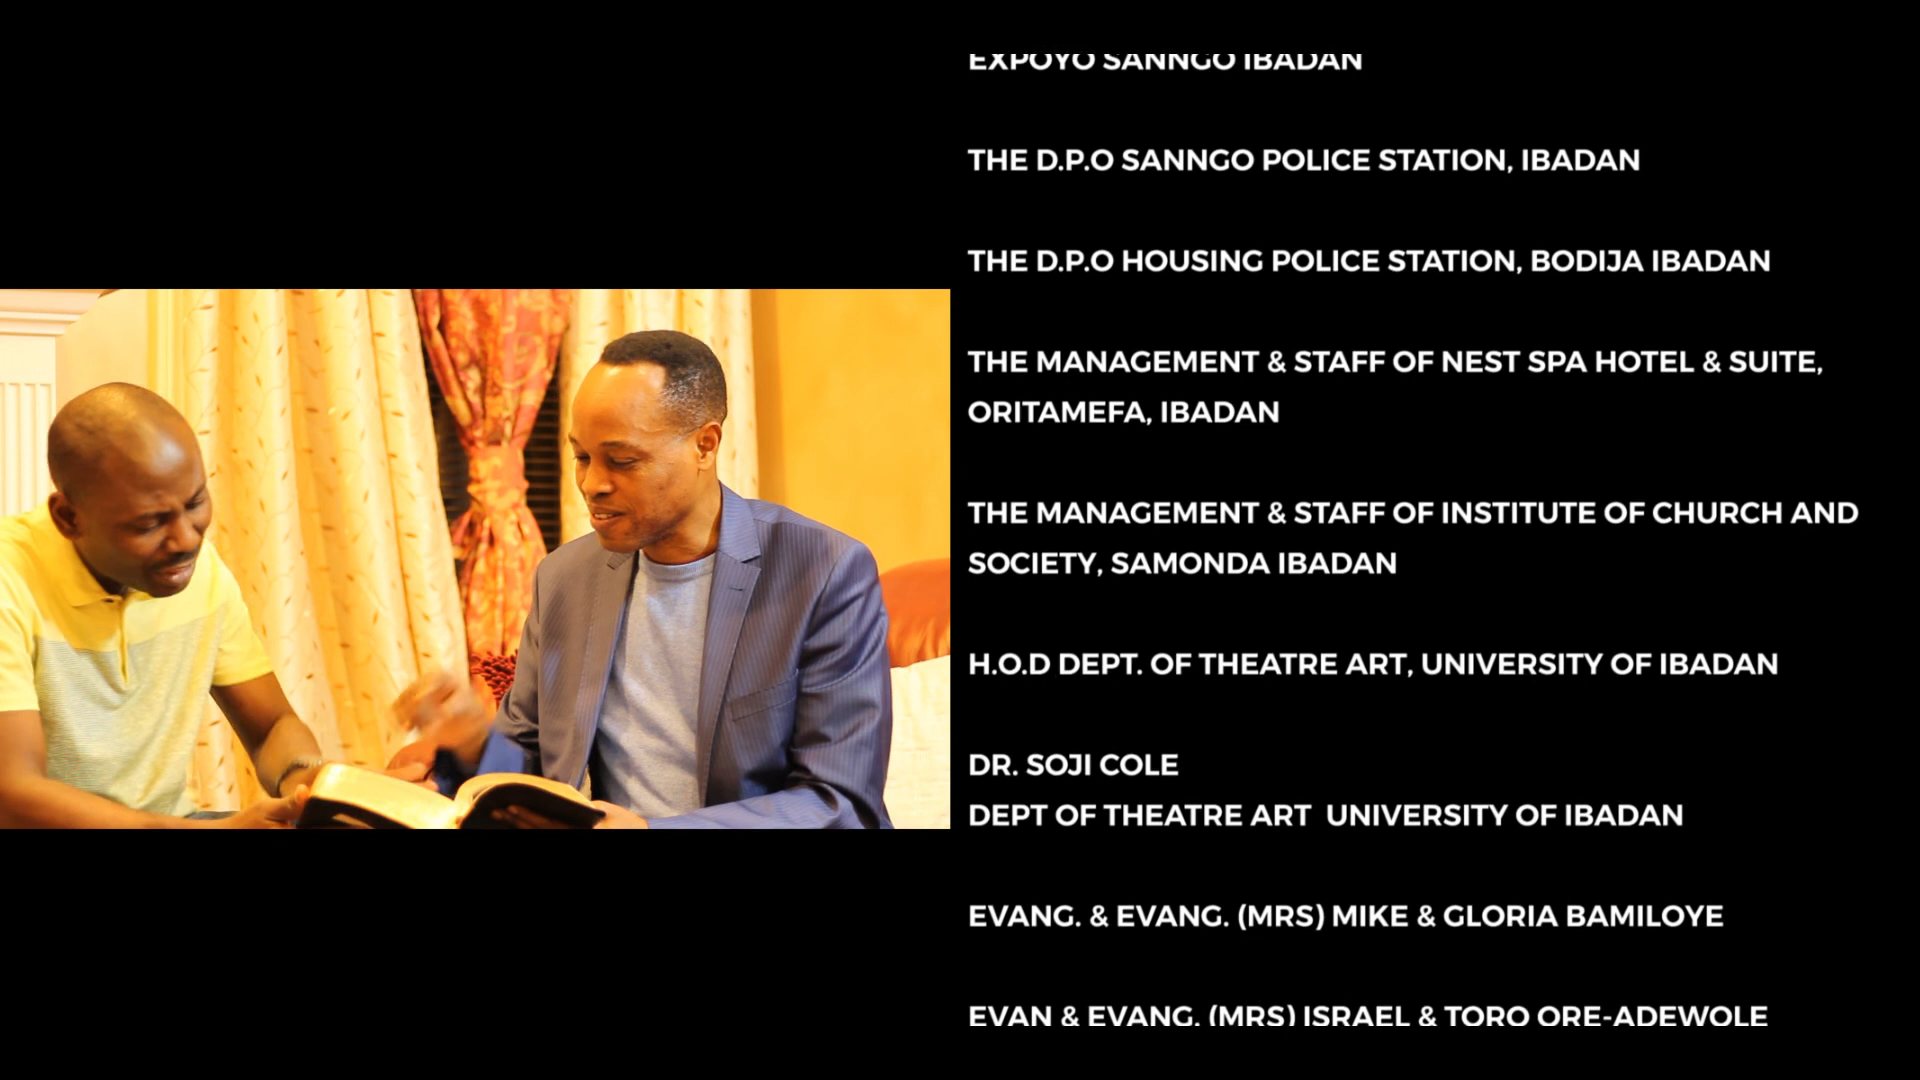 EXPOYO SANNGO IBADAN
THE D.P.O SANNGO POLICE STATION, IBADAN
THE D.P.O HOUSING POLICE STATION, BODIJA IBADAN
THE MANAGEMENT & STAFF OF NEST SPA HOTEL & SUITE,
ORITAMEFA, IBADAN
THE MANAGEMENT & STAFF OF INSTITUTE OF CHURCH AND
SOCIETY, SAMONDA IBADAN
H.O.D DEPT. OF THEATRE ART, UNIVERSITY OF IBADAN
DR. SOJI COLE
DEPT OF THEATRE ART UNIVERSITY OF IBADAN
EVANG. & EVANG. (MRS) MIKE & GLORIA BAMILOYE
EVAN & EVANG. (MRS) ISRAEL & TORO ORE-ADEWOLE